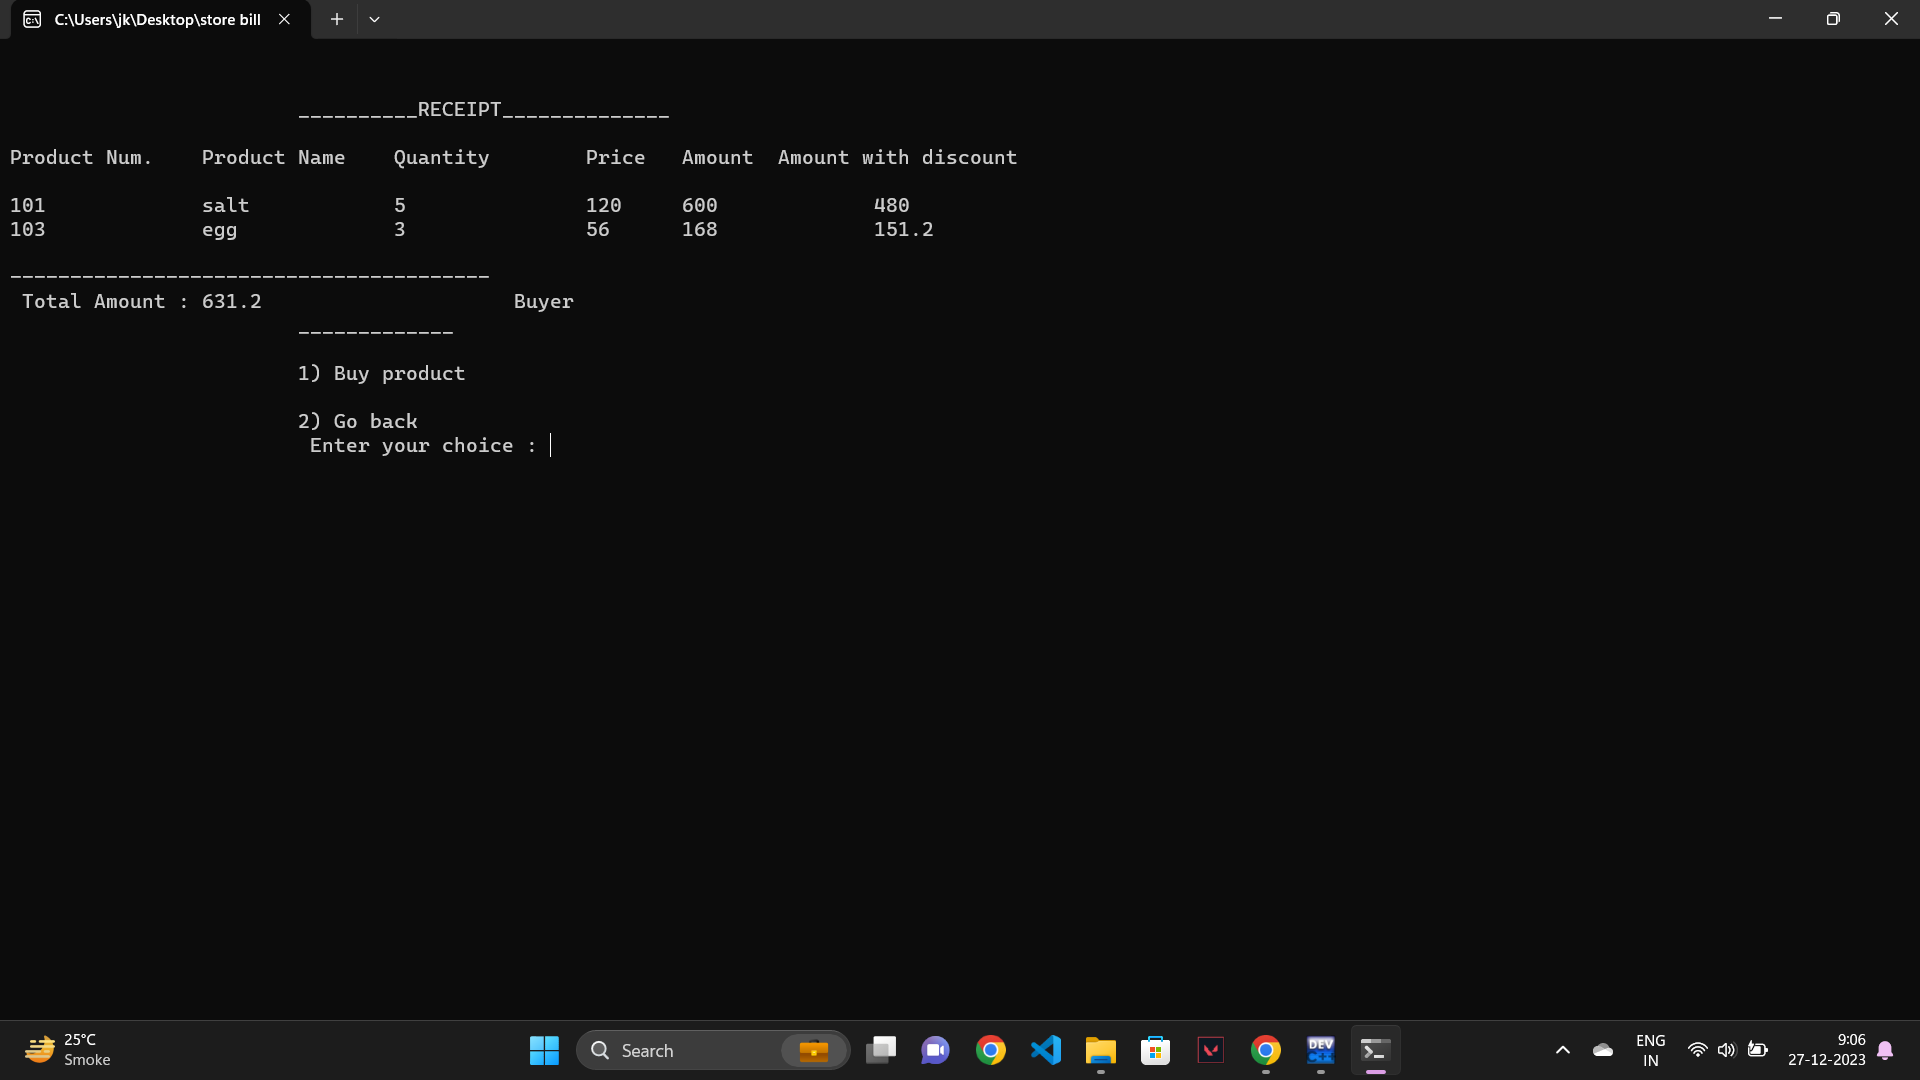 C:\Users\jk\Desktop\store bill
__________RECEIPT______________
Product Num. Product Name Quantity Price Amount Amount with discount
101 salt 5 120 600 480
103 egg 3 56 168 151.2
________________________________________
Total Amount : 631.2 Buyer
_____________
1) Buy product
2) Go back
Enter your choice :
25°C
Smoke
Search
DEV
ENG
IN
9:06
27-12-2023